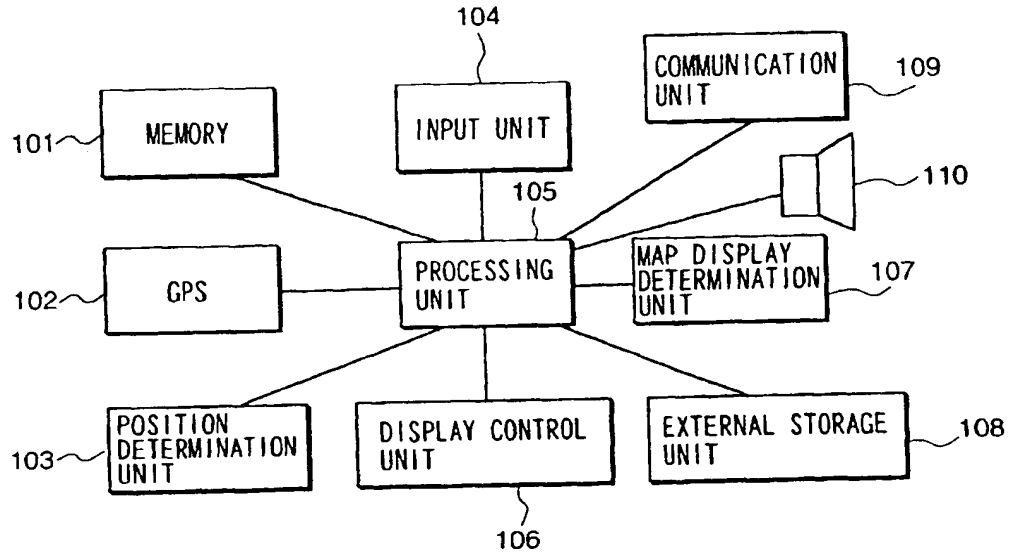 104
COMMUNICATION
UNIT
109
101
MEMORY
INPUT UNIT
105
110
102
GPS
PROCESSING
UNIT
MAP DISPLAY
DETERMINATION
UNIT
107
103
POSITION
DETERMINATION
UNIT
DISPLAY CONTROL
UNIT
106
EXTERNAL STORAGE
UNIT
108